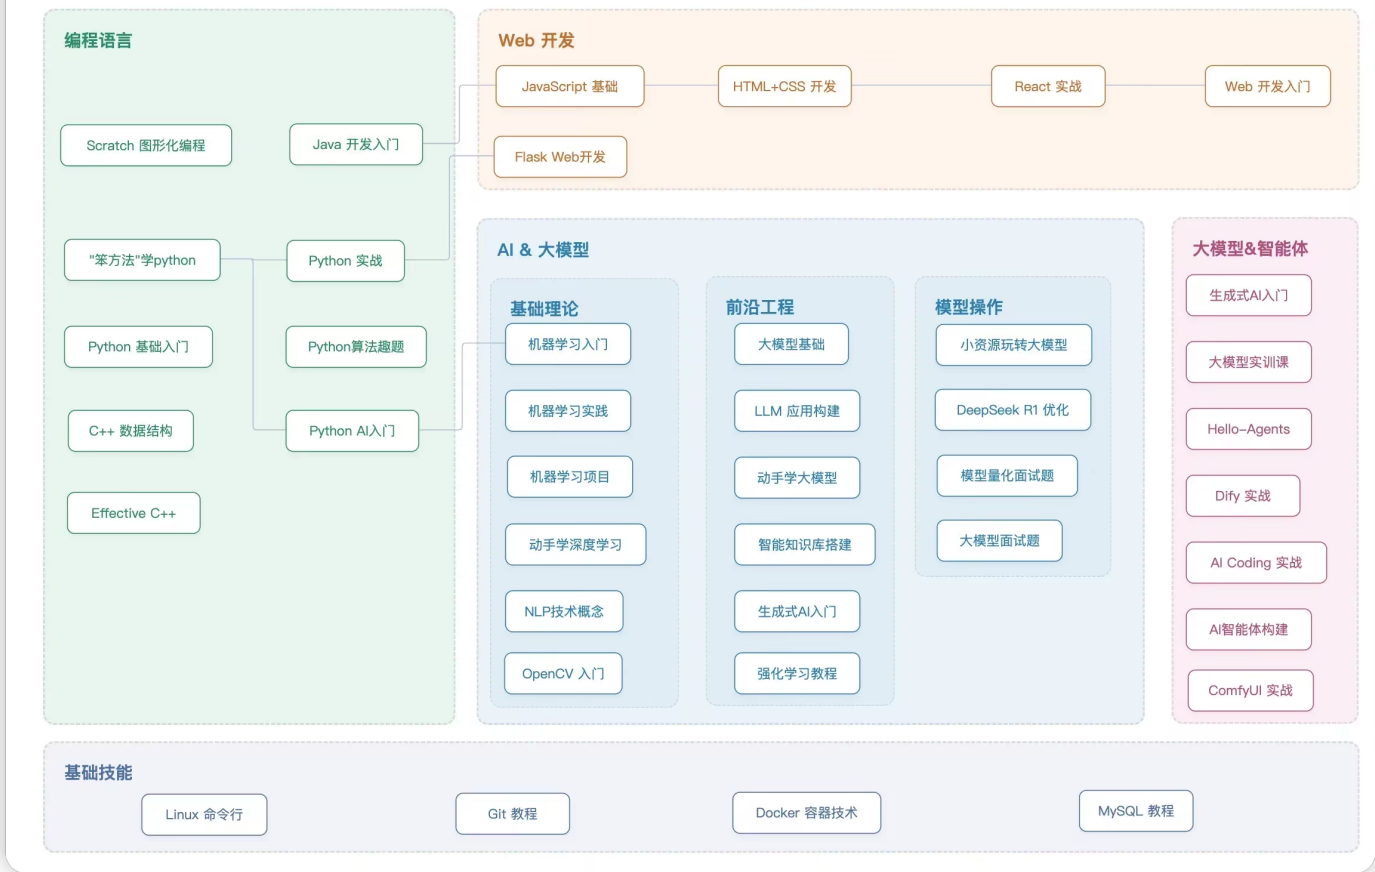 编程语言
Scratch 图形化编程
Java 开发入门
"笨方法"学python
Python 实战
Python 基础入门
Python算法趣题
C++ 数据结构
Python AI入门
Effective C++
Web 开发
JavaScript 基础
HTML+CSS 开发
React 实战
Web 开发入门
Flask Web开发
AI & 大模型
基础理论
机器学习入门
机器学习实践
机器学习项目
动手学深度学习
NLP技术概念
OpenCV 入门
前沿工程
大模型基础
LLM 应用构建
动手学大模型
智能知识库搭建
生成式AI入门
强化学习教程
模型操作
小资源玩转大模型
DeepSeek R1 优化
模型量化面试题
大模型面试题
大模型&智能体
生成式AI入门
大模型实训课
Hello-Agents
Dify 实战
AI Coding 实战
AI智能体构建
ComfyUI 实战
基础技能
Linux 命令行
Git 教程
Docker 容器技术
MySQL 教程